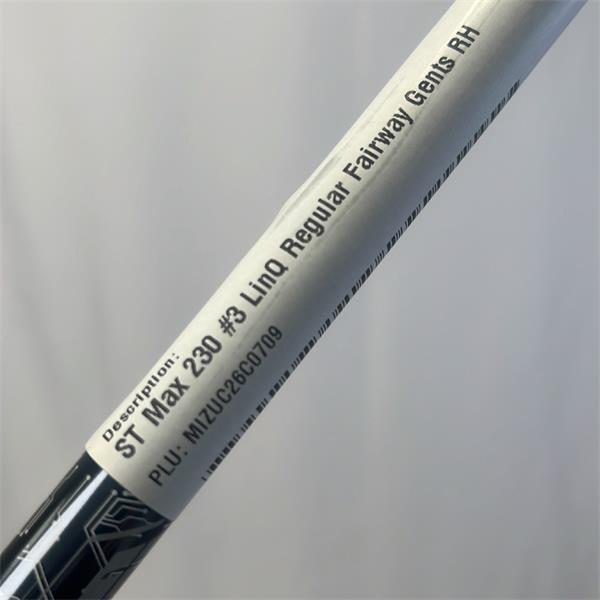 Description:
ST Max 230 #3 LinQ Regular Fairway Gents RH
PLU: MIZUC26C0709